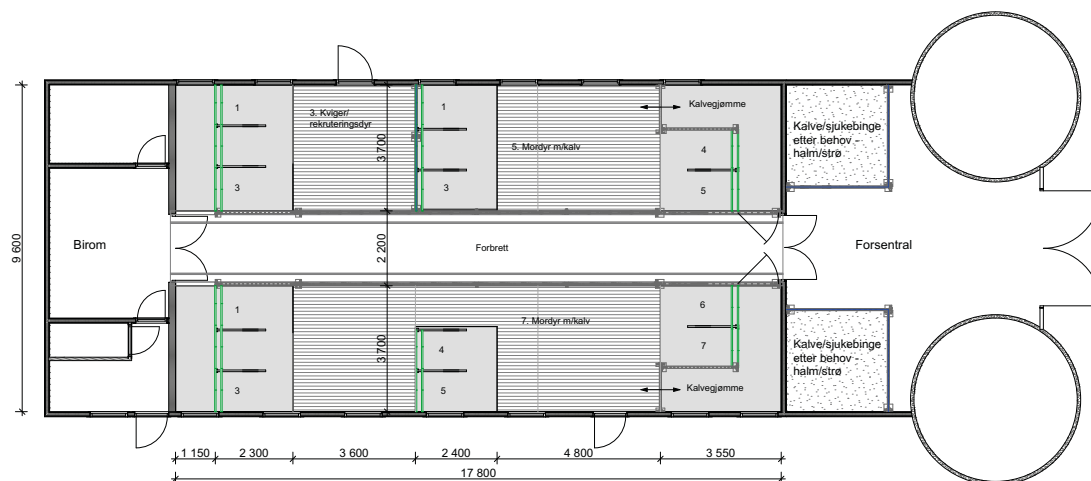 1
3
3. Kviger/
rekruteringsdyr
3 700
1
3
5. Mordyr m/kalv
Kalvegjømme
4
5
Kalve/sjukebinge
etter behov -
halm/strø
9 600
Birom
2 200
Forbrett
Forsentral
1
3
3 700
7. Mordyr m/kalv
4
5
6
7
Kalvegjømme
Kalve/sjukebinge
etter behov -
halm/strø
1 150
2 300
3 600
2 400
4 800
3 550
17 800